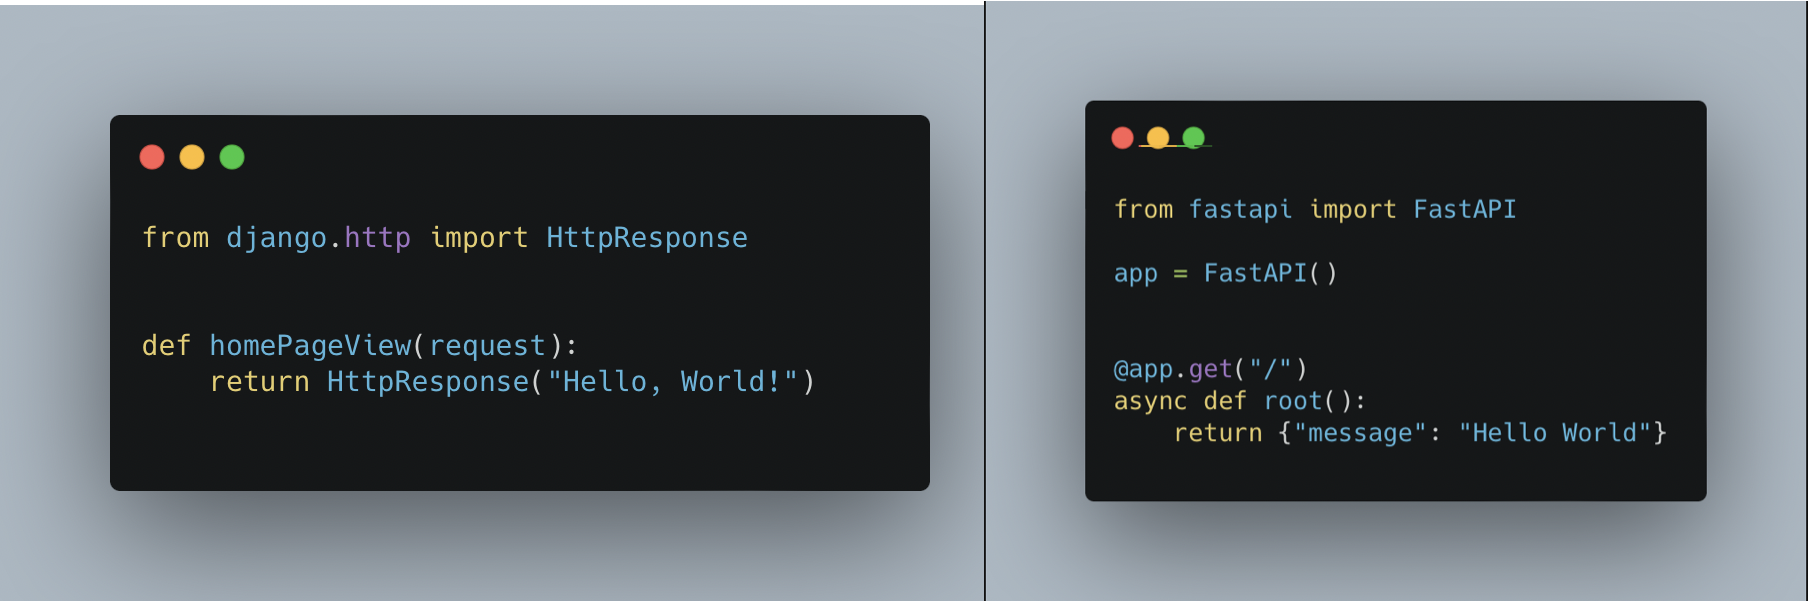 from django.http import HttpResponse
def homePageView(request):
    return HttpResponse("Hello, World!")
from fastapi import FastAPI
app = FastAPI()
@app.get("/")
async def root():
    return {"message": "Hello World"}